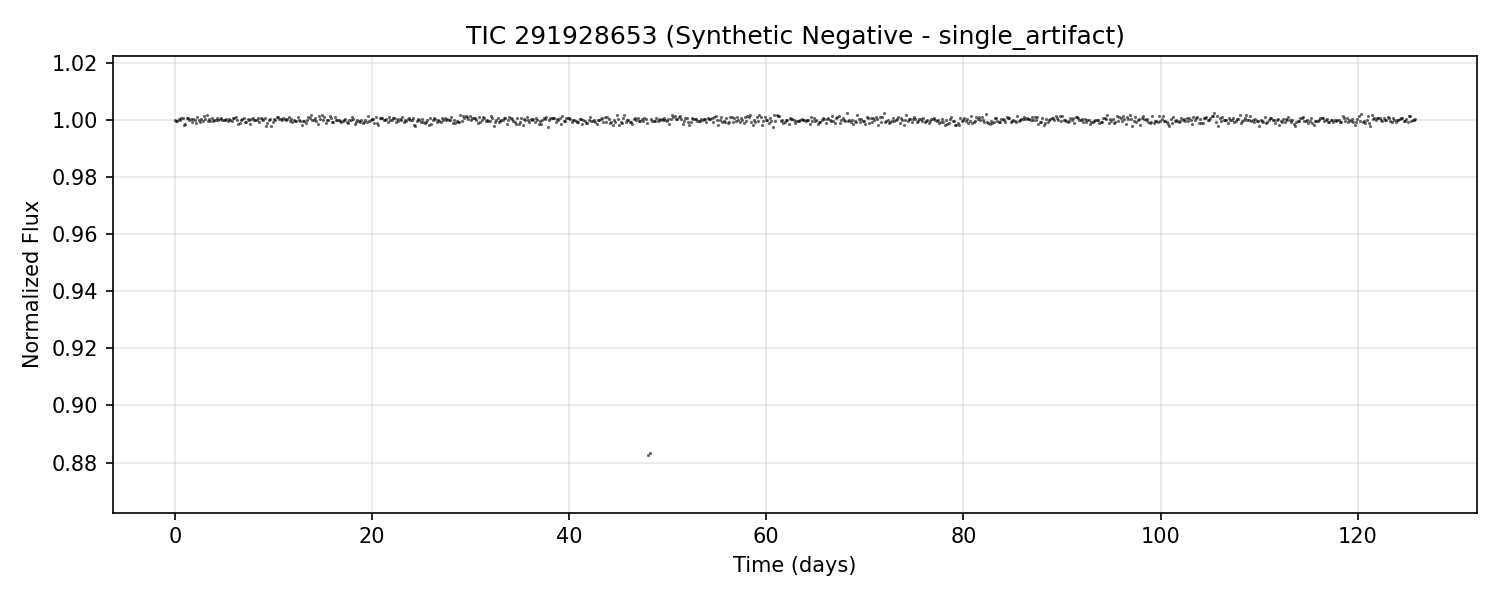 TIC 291928653 (Synthetic Negative - single_artifact)
1.02
1.00
0.98
0.96
0.94
0.92
0.90
0.88
Normalized Flux
0 20 40 60 80 100 120
Time (days)